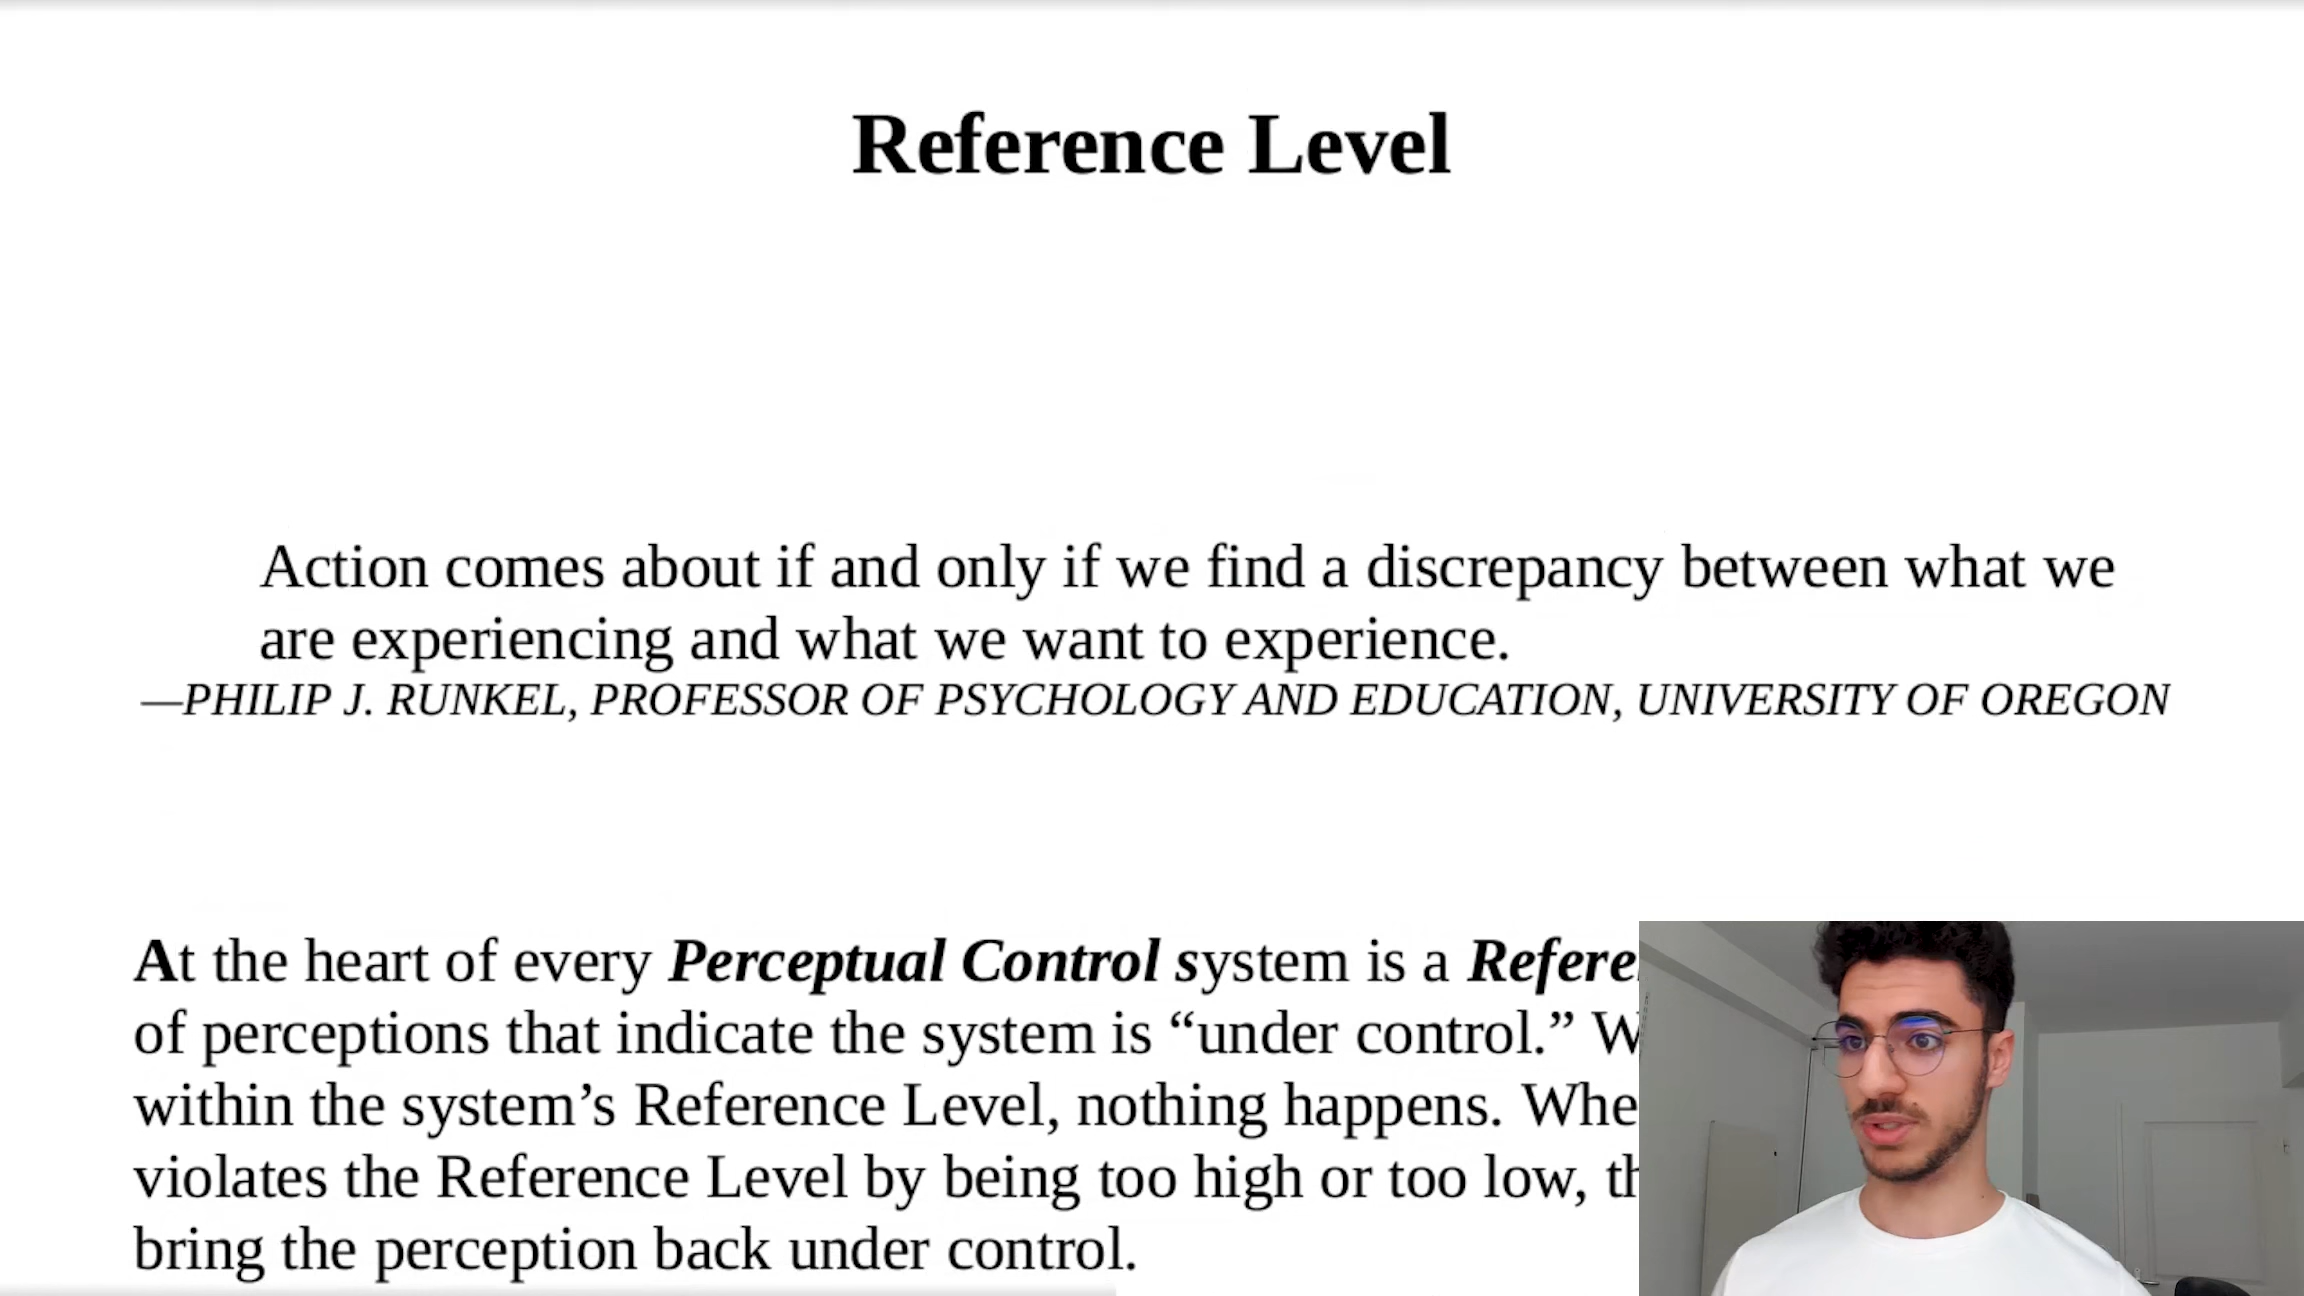 Reference Level
Action comes about if and only if we find a discrepancy between what we
are experiencing and what we want to experience.
—PHILIP J. RUNKEL, PROFESSOR OF PSYCHOLOGY AND EDUCATION, UNIVERSITY OF OREGON
At the heart of every Perceptual Control system is a
of perceptions that indicate the system is “under control.”
within the system’s Reference Level, nothing happens.
violates the Reference Level by being too high or too low,
bring the perception back under control.